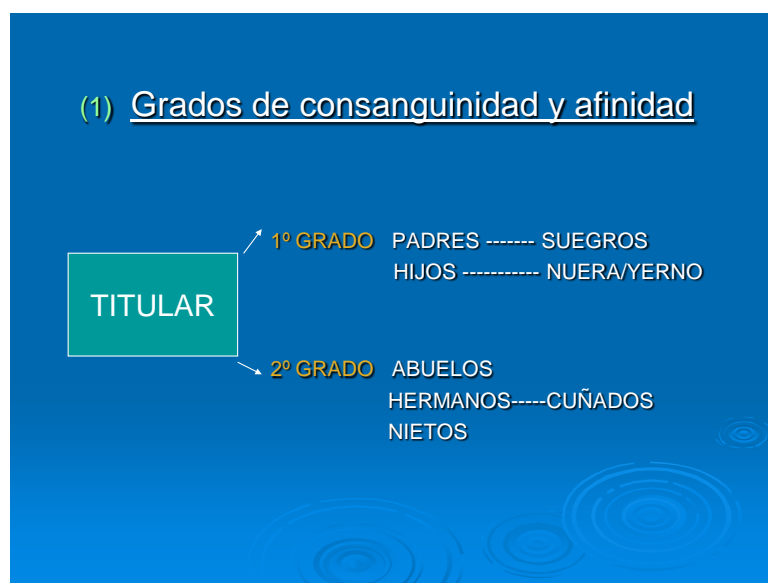 (1) Grados de consanguinidad y afinidad
1º GRADO PADRES ------- SUEGROS
HIJOS ----------- NUERA/YERNO
TITULAR
2º GRADO ABUELOS
HERMANOS-----CUÑADOS
NIETOS